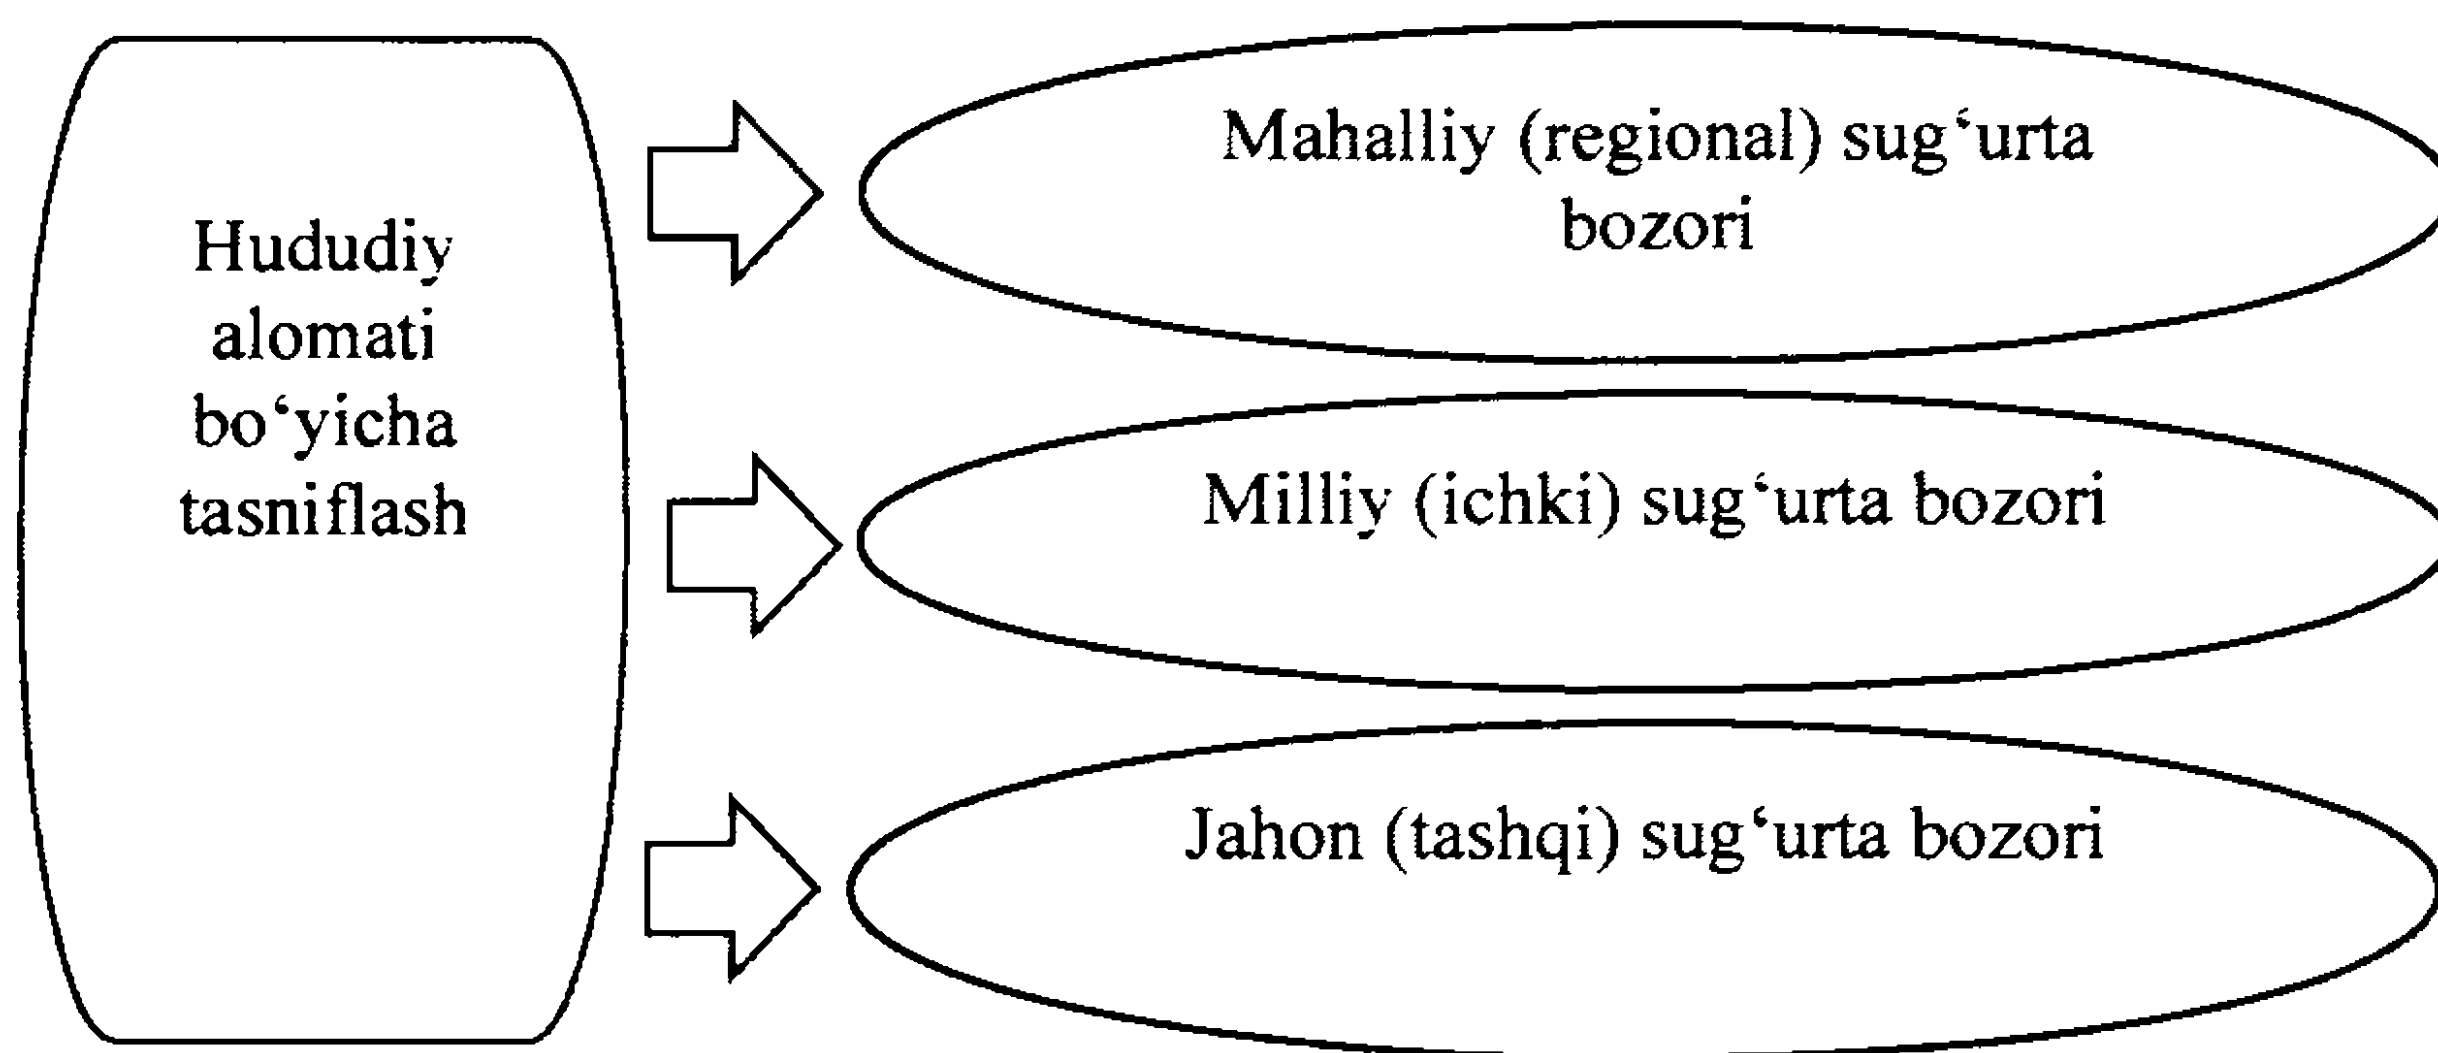 Hududiy
alomati
bo‘yicha
tasniflash
Mahalliy (regional) sug‘urta
bozori
Milliy (ichki) sug‘urta bozori
Jahon (tashqi) sug‘urta bozori